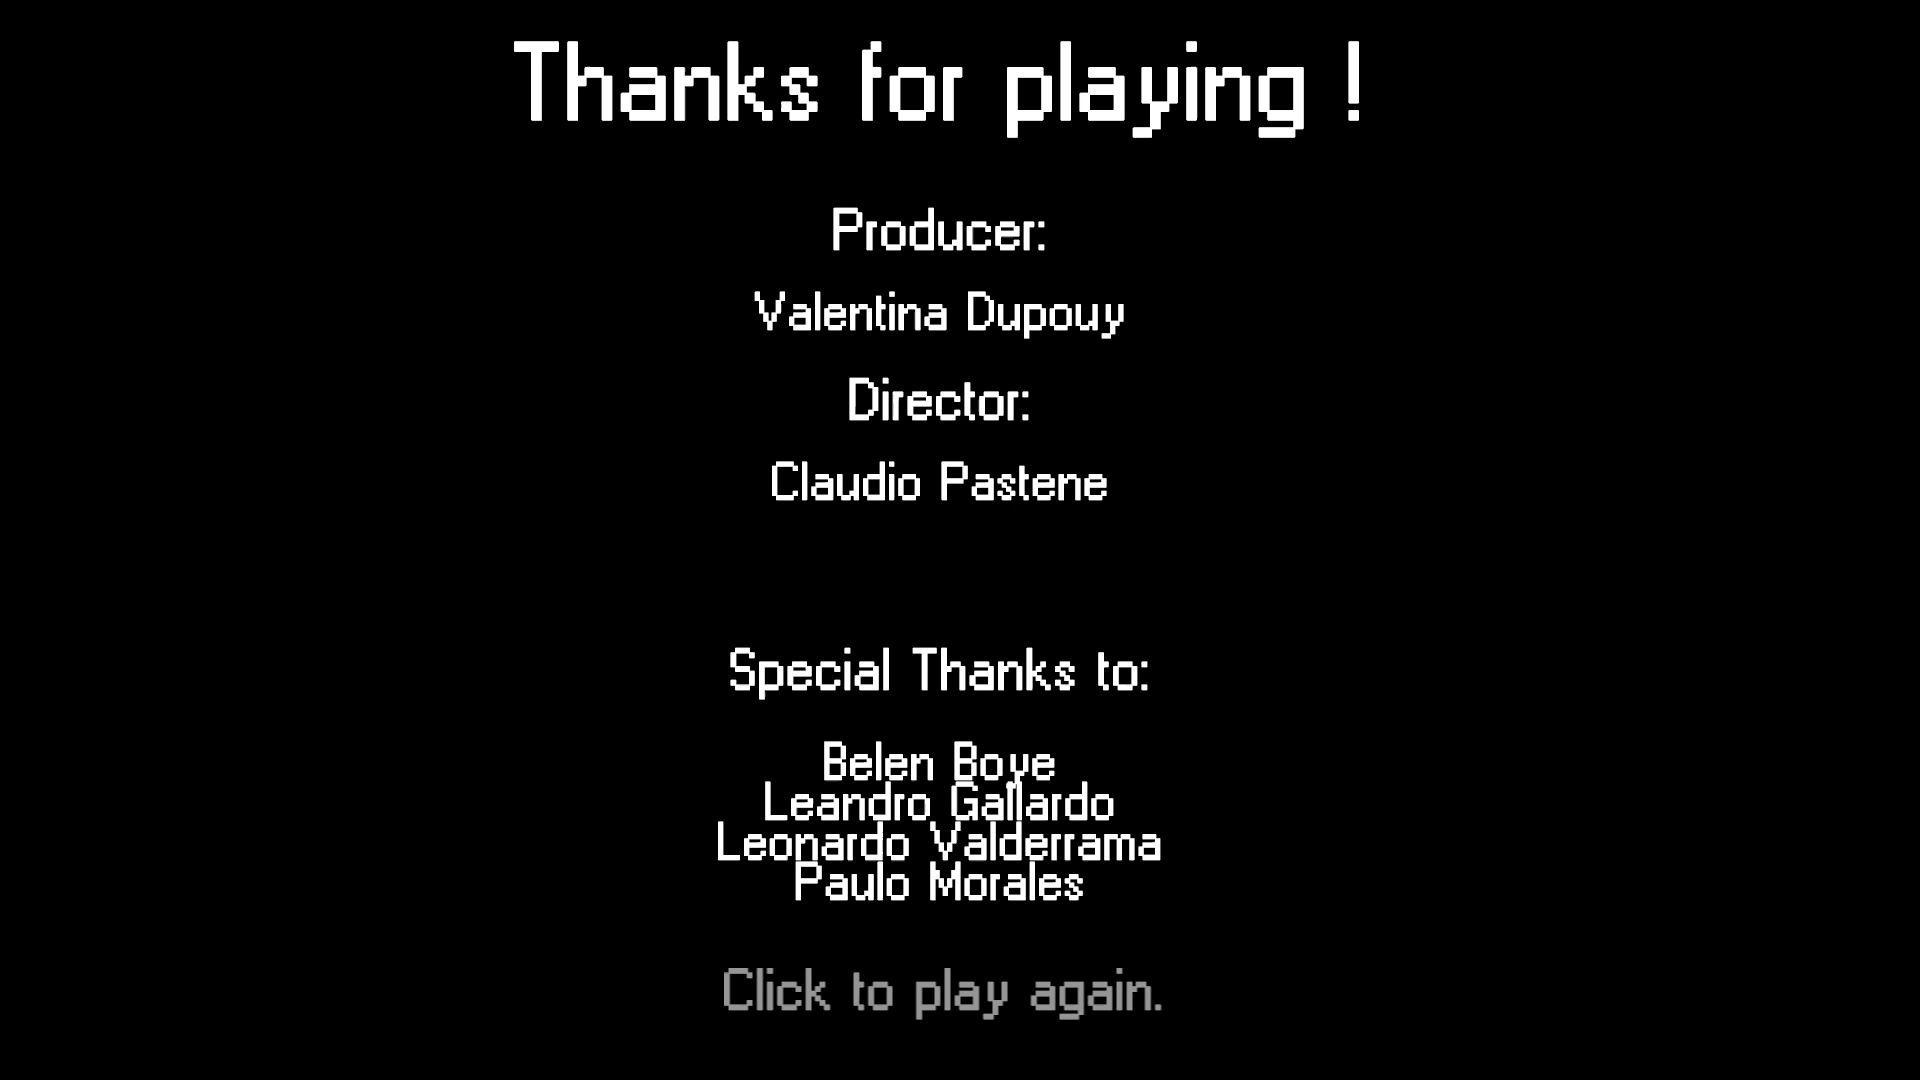 Thanks for playing !
Producer:
Valentina Dupouy
Director:
Claudio Pastene
Special Thanks to:
Belen Boye
Leandro Gallardo
Leonardo Valderrama
Paulo Morales
Click to play again.